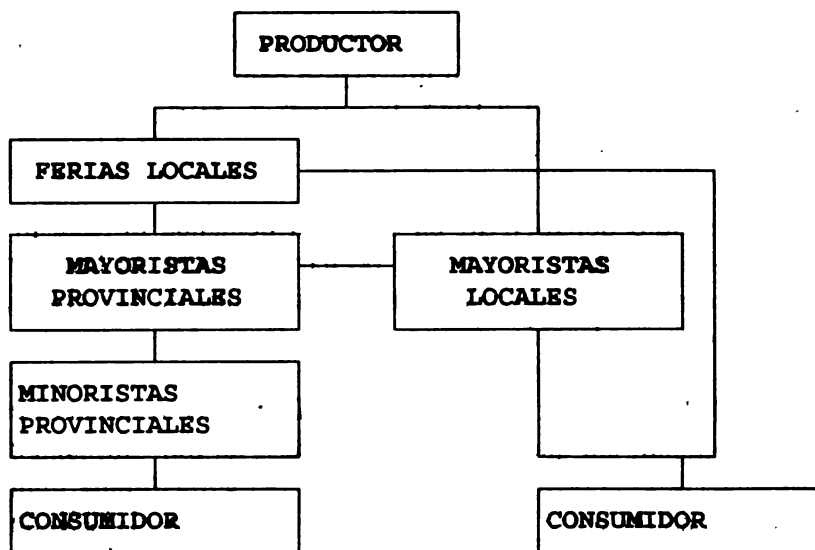 PRODUCTOR
FERIAS LOCALES
MAYORISTAS
PROVINCIALES
MAYORISTAS
LOCALES
MINORISTAS
PROVINCIALES
CONSUMIDOR
CONSUMIDOR